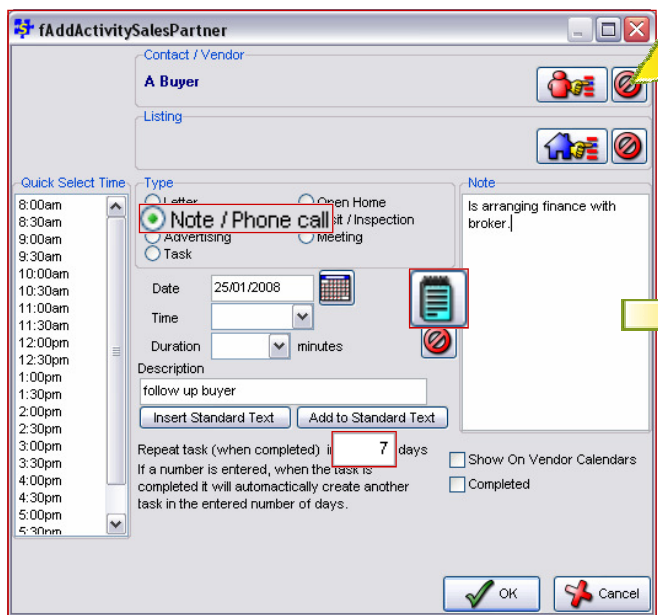 fAddActivitySalesPartner
Contact / Vendor
A Buyer
Listing
Quick Select Time
8:00am
8:30am
9:00am
9:30am
10:00am
10:30am
11:00am
11:30am
12:00pm
12:30pm
1:00pm
1:30pm
2:00pm
2:30pm
3:00pm
3:30pm
4:00pm
4:30pm
5:00pm
5:30pm
Type
Letter
Open Home
Note / Phone call
/ Inspection
Advertising
Meeting
Task
Date 25/01/2008
Time
Duration minutes
Description
follow up buyer
Insert Standard Text Add to Standard Text
Repeat task (when completed) i 7 days
If a number is entered, when the task is
completed it will automactically create another
task in the entered number of days.
Note
Is arranging finance with
broker.
Show On Vendor Calendars
Completed
OK Cancel